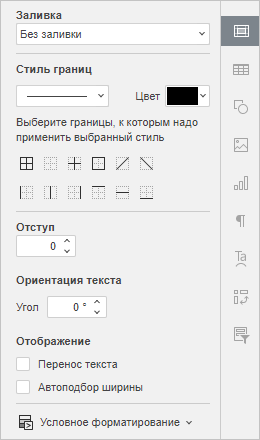 Заливка
Без заливки
Стиль границ
Цвет
Выберите границы, к которым надо
применить выбранный стиль
Отступ
0
Ориентация текста
Угол 0 °
Отображение
Перенос текста
Автоподбор ширины
Условное форматирование
Ta